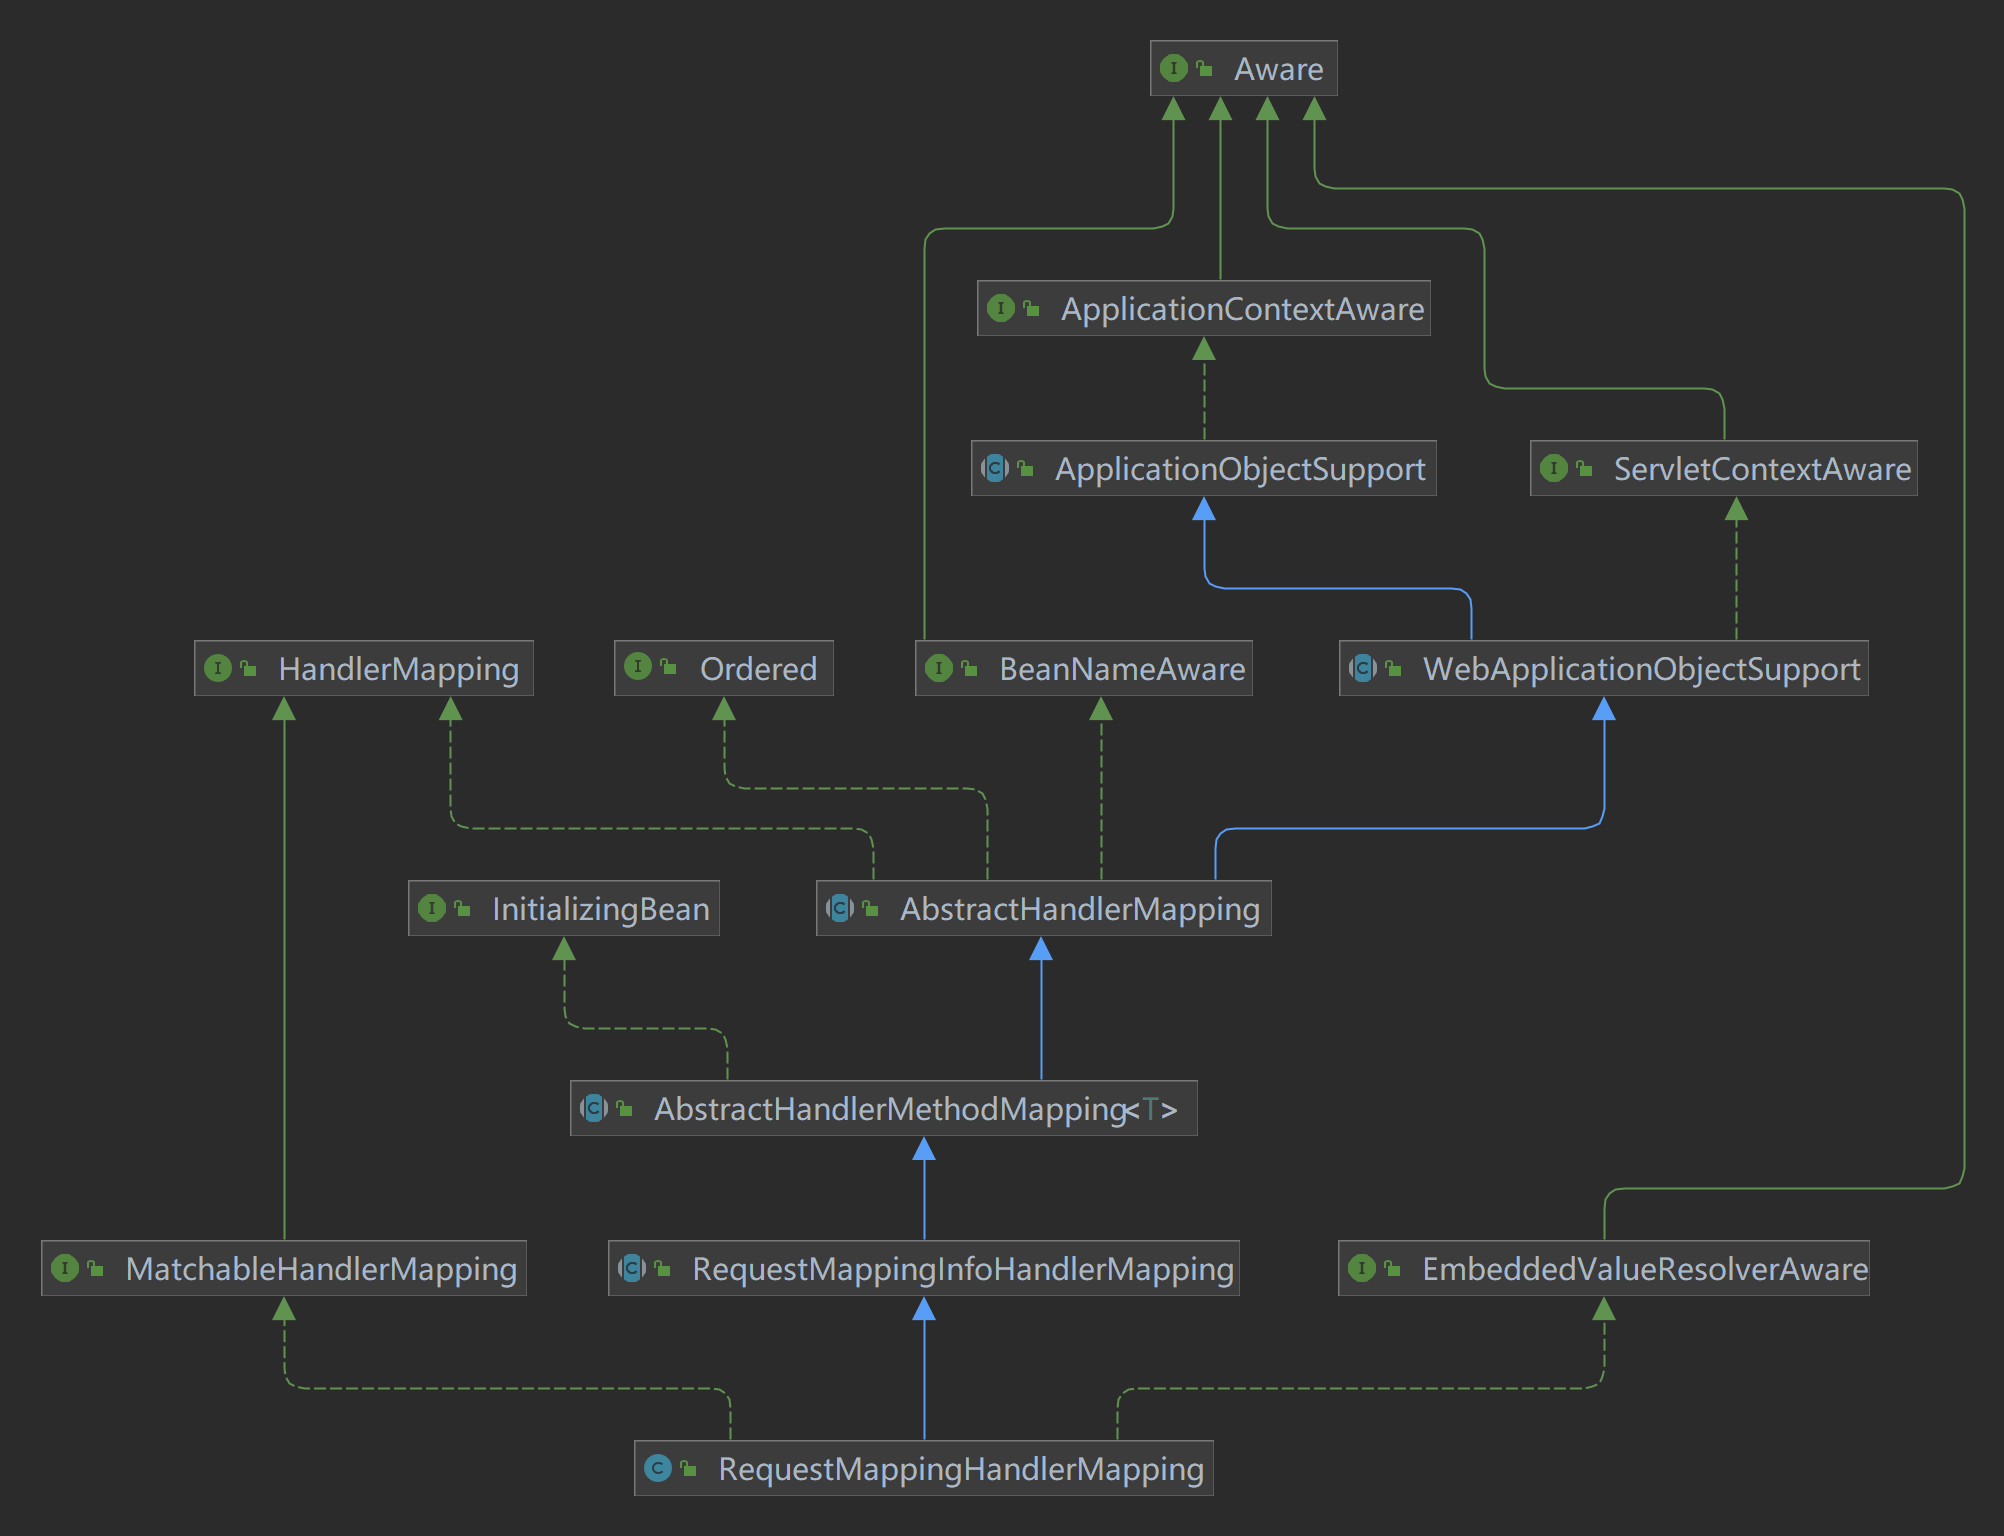 Aware
ApplicationContextAware
ApplicationObjectSupport
ServletContextAware
HandlerMapping
Ordered
BeanNameAware
WebApplicationObjectSupport
InitializingBean
AbstractHandlerMapping
AbstractHandlerMethodMapping<T>
MatchableHandlerMapping
RequestMappingInfoHandlerMapping
EmbeddedValueResolverAware
RequestMappingHandlerMapping